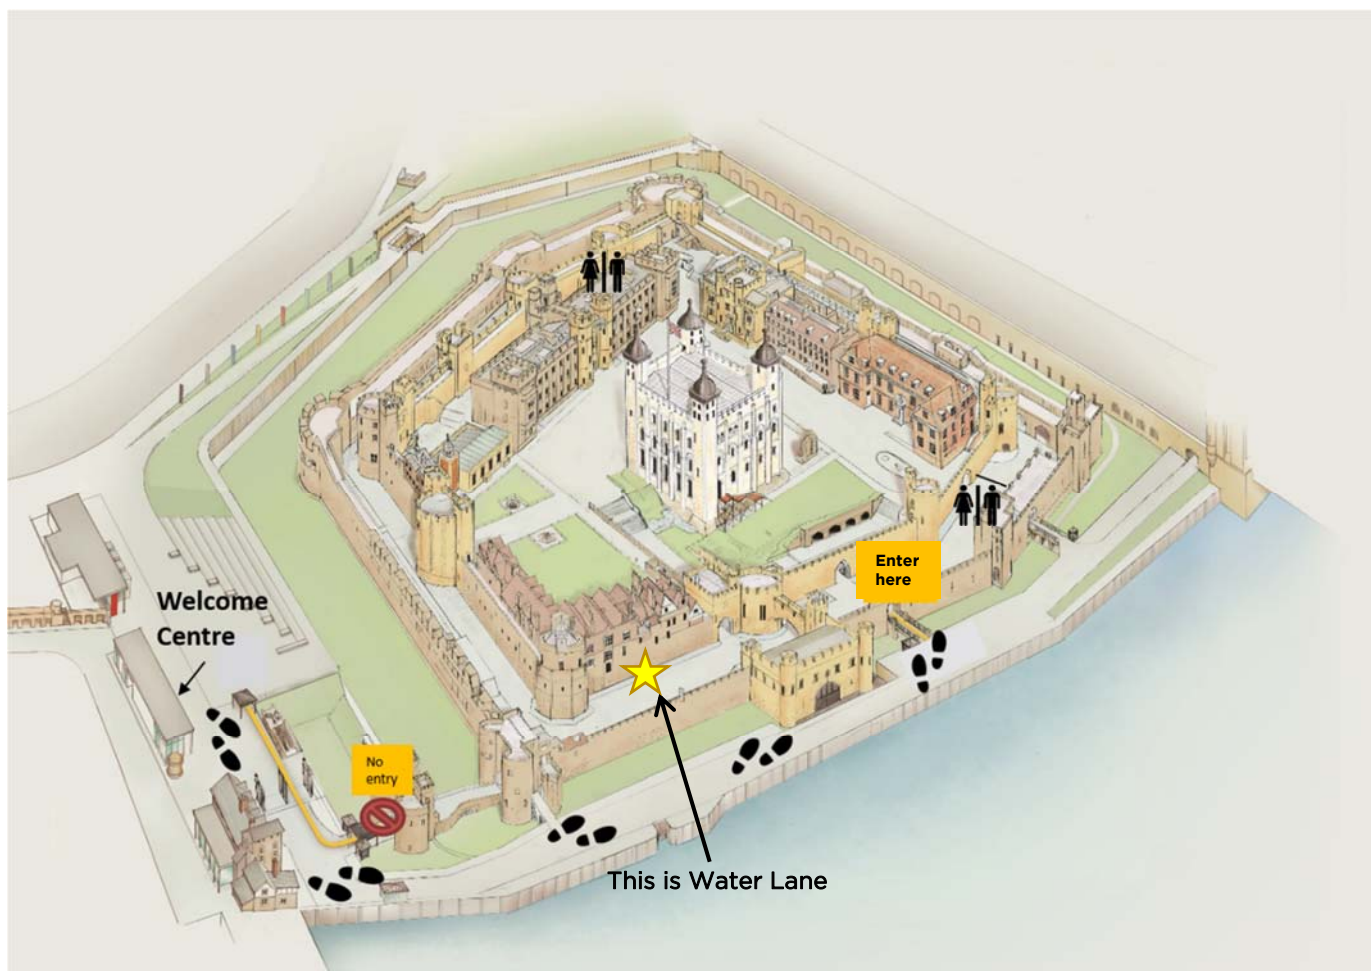 Enter
here
Welcome
Centre
No
entry
This is Water Lane